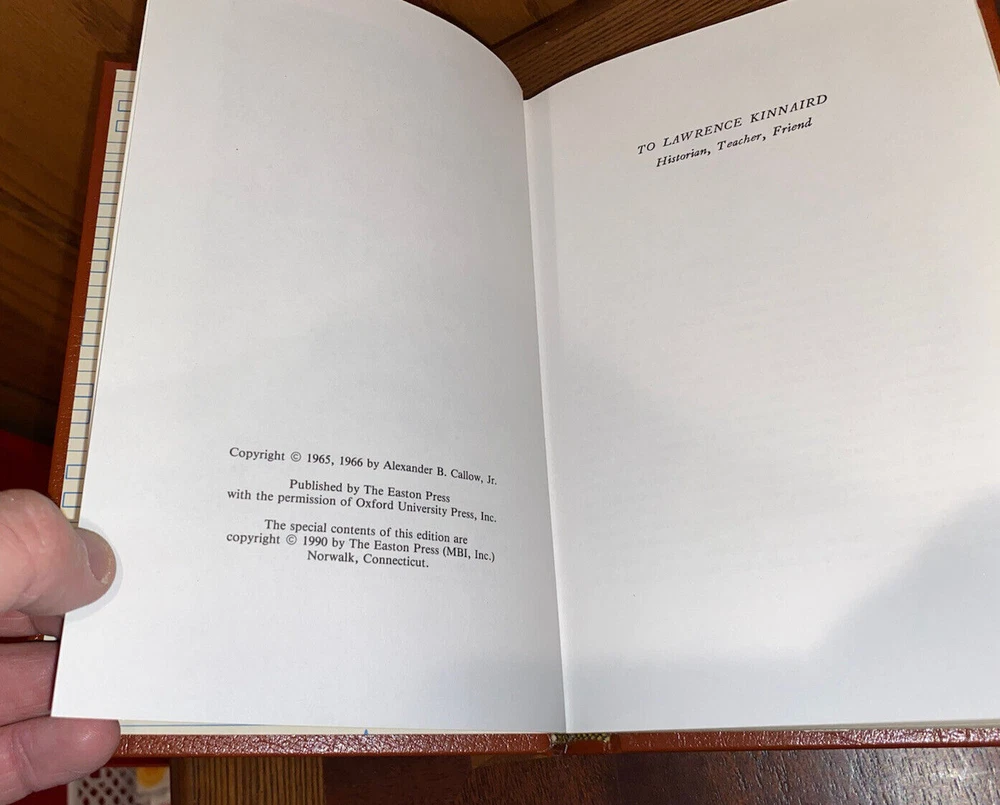 Copyright © 1965, 1966 by Alexander B. Callow, Jr.
Published by The Easton Press
with the permission of Oxford University Press, Inc.
The special contents of this edition are
copyright © 1990 by The Easton Press (MBI, Inc.)
Norwalk, Connecticut.
TO LAWRENCE KINNAIRD
Historian, Teacher, Friend